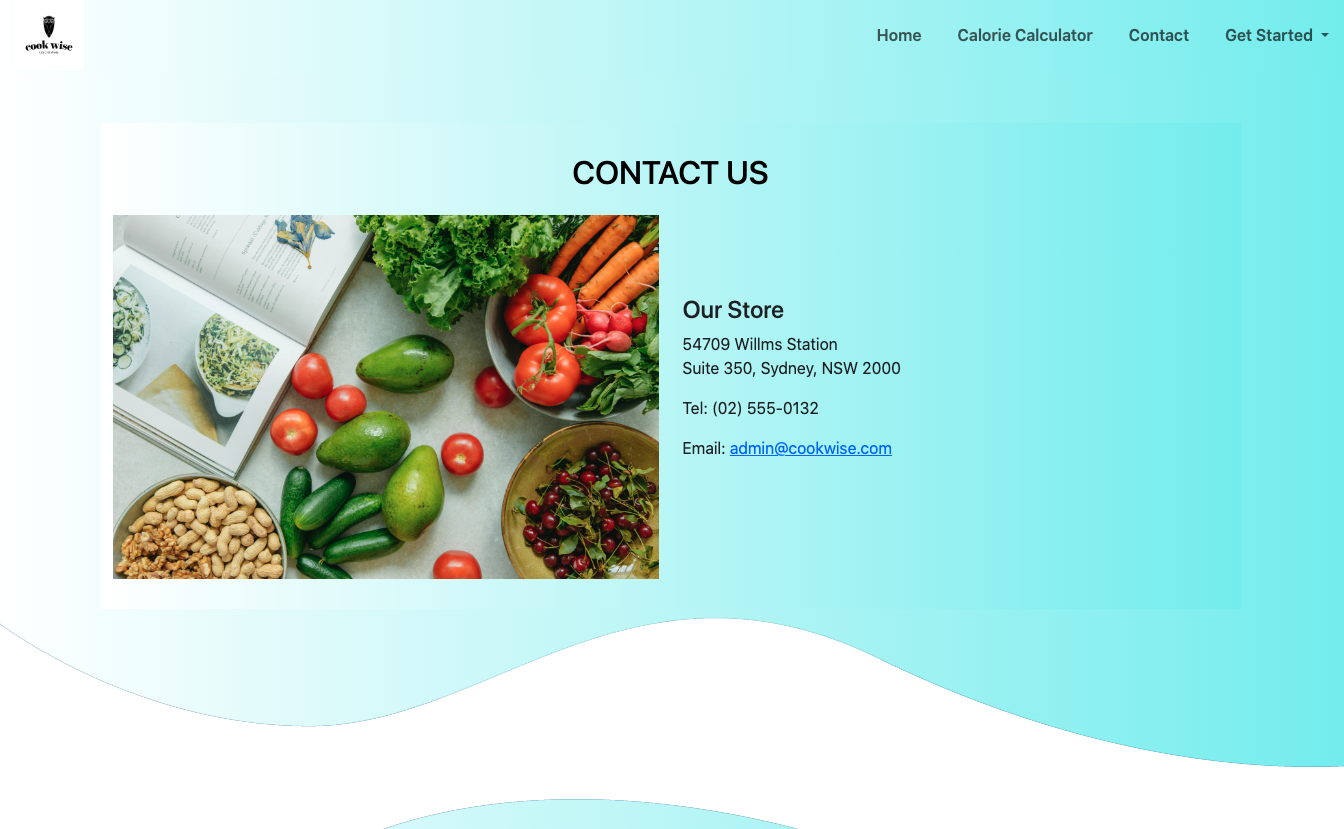 cook wise
Home
Calorie Calculator
Contact
Get Started
CONTACT US
Our Store
54709 Willms Station
Suite 350, Sydney, NSW 2000
Tel: (02) 555-0132
Email: admin@cookwise.com